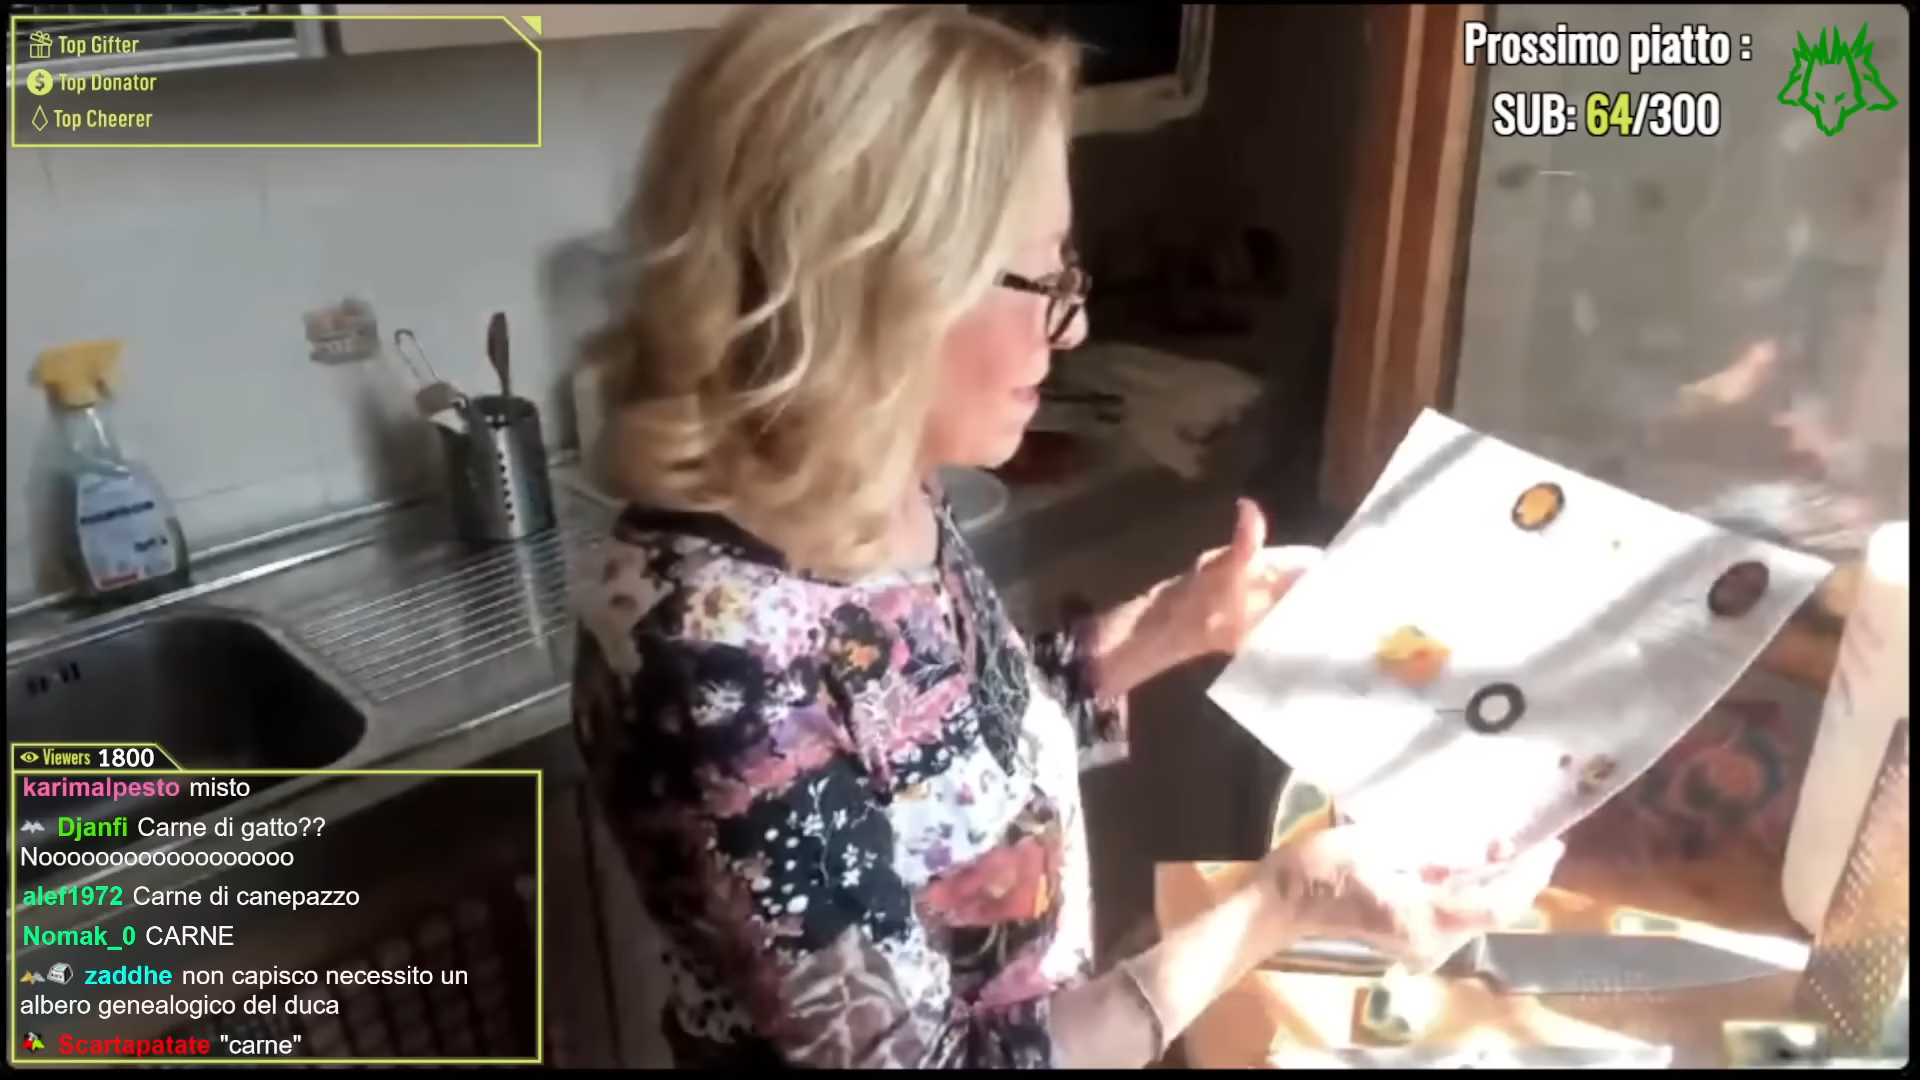 Top Gifter
Top Donator
Top Cheerer
Prossimo piatto :
SUB: 64/300
Viewers 1800
karimalpesto misto
Djanfi Carne di gatto??
Noooooooooooooooooo
alef1972 Carne di canepazzo
Nomak_0 CARNE
zaddhe non capisco necessito un
albero genealogico del duca
Scartapatate "carne"